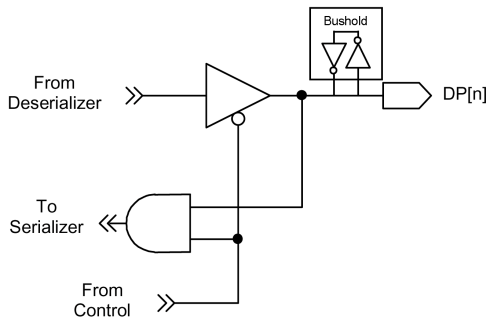 Bushold
From
Deserializer
DP[n]
To
Serializer
From
Control